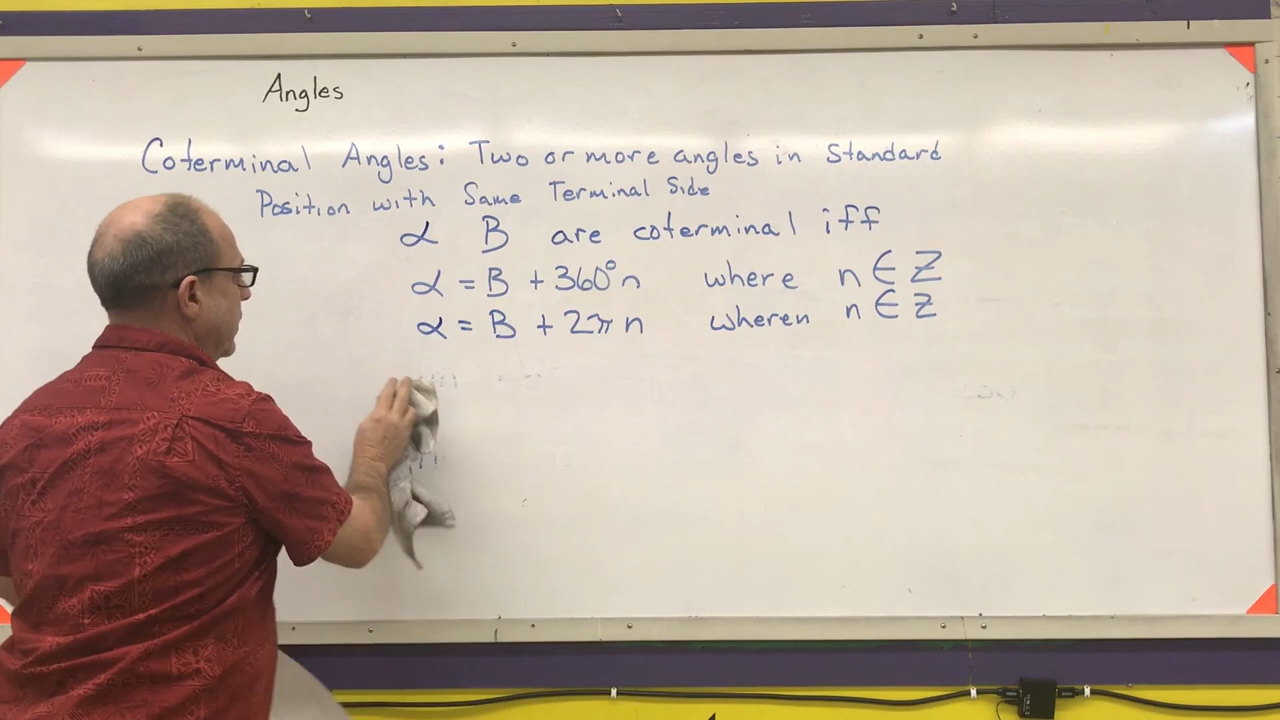 Angles
Coterminal Angles: Two or more angles in Standard
Position with Same Terminal Side
α B are coterminal iff
α = B + 360°n where n ∈ Z
α = B + 2π n wheren n ∈ Z